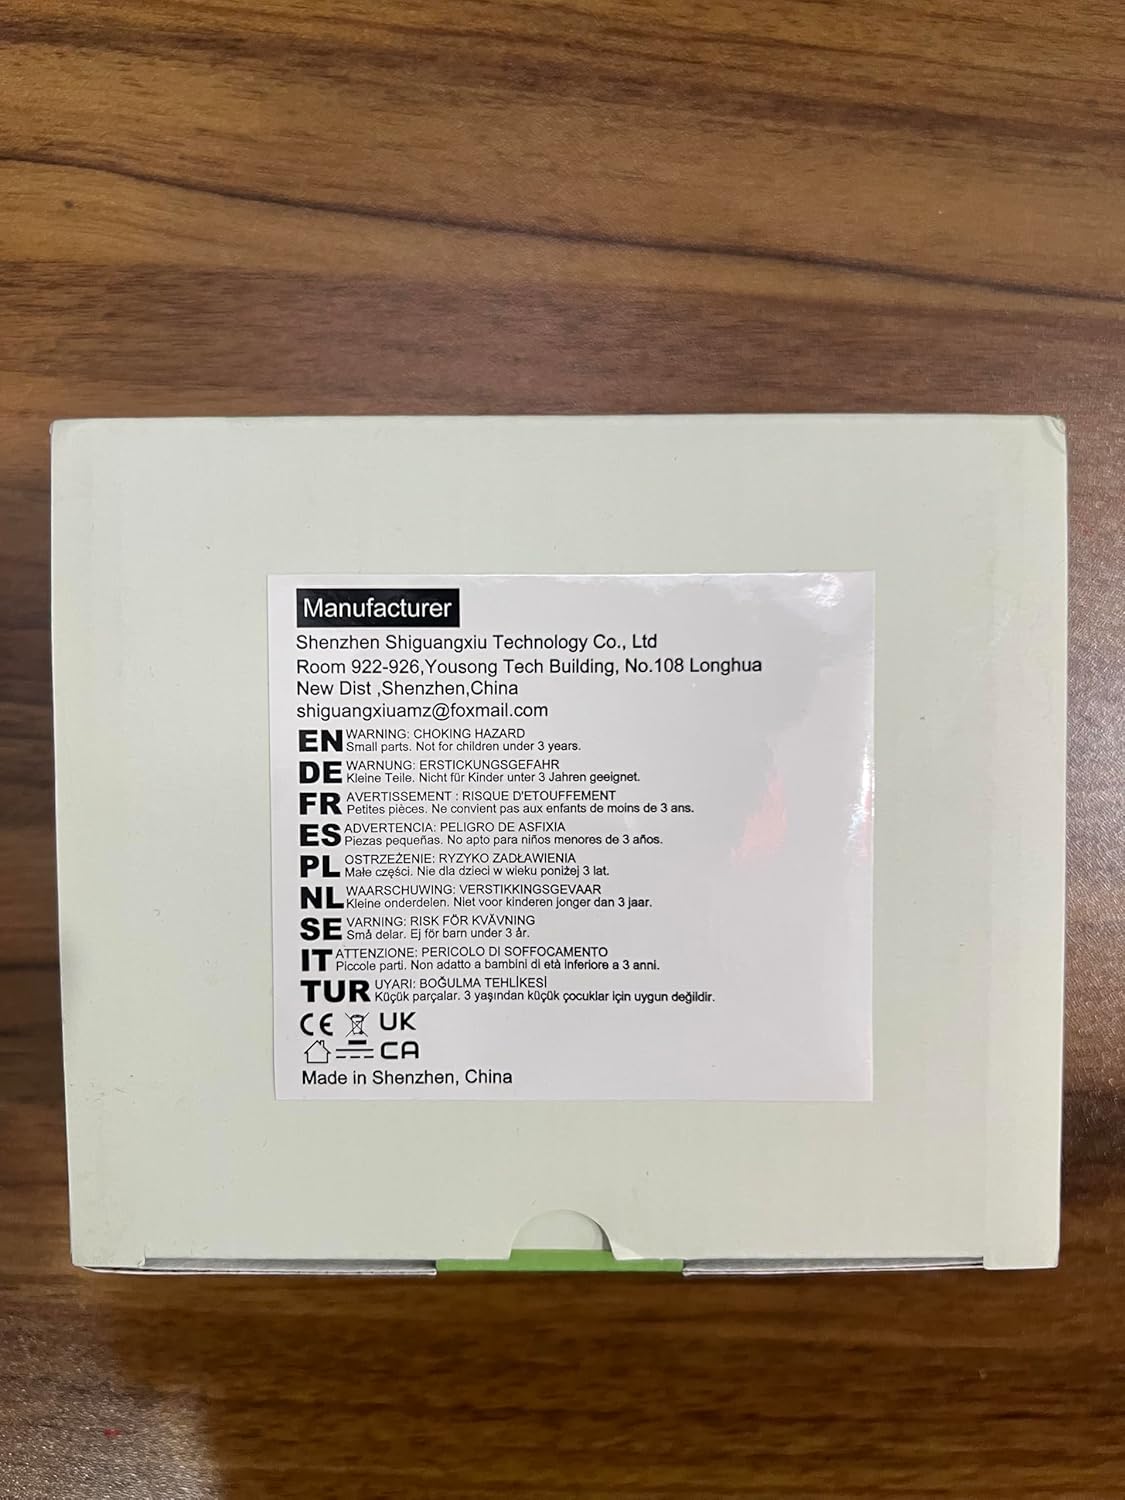 Manufacturer
Shenzhen Shiguangxiu Technology Co., Ltd
Room 922-926,Yousong Tech Building, No.108 Longhua
New Dist ,Shenzhen,China
shiguangxiuamz@foxmail.com
EN WARNING: CHOKING HAZARD
Small parts. Not for children under 3 years.
DE WARNUNG: ERSTICKUNGSGEFAHR
Kleine Teile. Nicht für Kinder unter 3 Jahren geeignet.
FR AVERTISSEMENT : RISQUE D'ETOUFFEMENT
Petites pièces. Ne convient pas aux enfants de moins de 3 ans.
ES ADVERTENCIA: PELIGRO DE ASFIXIA
Piezas pequeñas. No apto para niños menores de 3 años.
PL OSTRZEŻENIE: RYZYKO ZADŁAWIENIA
Małe części. Nie dla dzieci w wieku poniżej 3 lat.
NL WAARSCHUWING: VERSTIKKINGSGEVAAR
Kleine onderdelen. Niet voor kinderen jonger dan 3 jaar.
SE VARNING: RISK FÖR KVÄVNING
Små delar. Ej för barn under 3 år.
IT ATTENZIONE: PERICOLO DI SOFFOCAMENTO
Piccole parti. Non adatto a bambini di età inferiore a 3 anni.
TUR UYARI: BOĞULMA TEHLİKESİ
Küçük parçalar. 3 yaşından küçük çocuklar için uygun değildir.
CE UK
CA
Made in Shenzhen, China